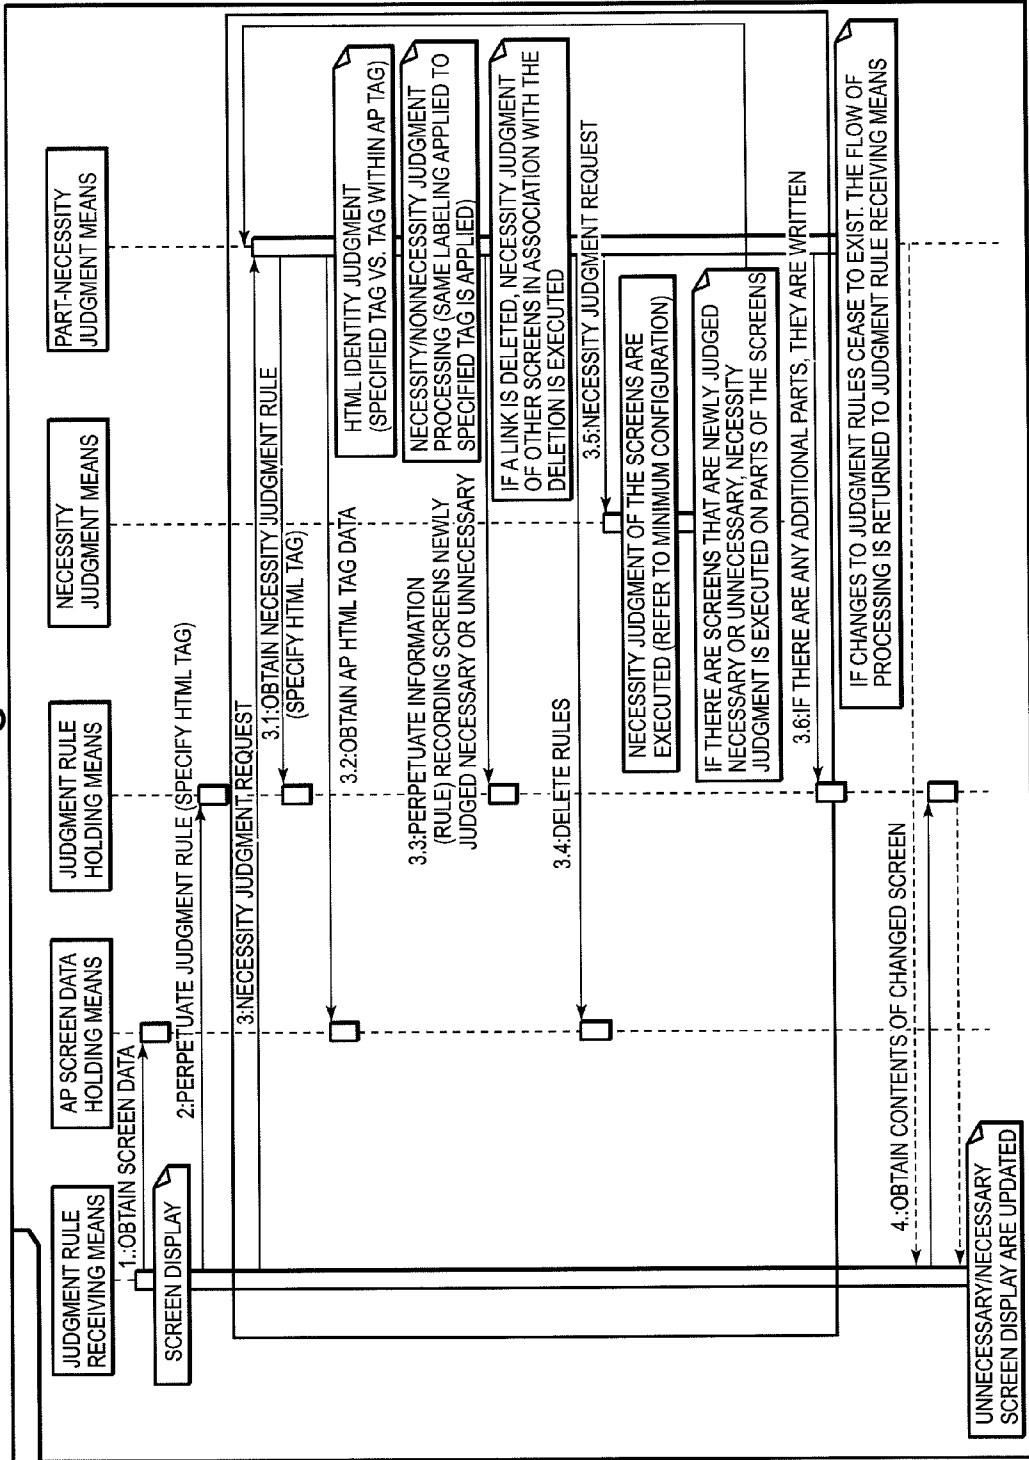 JUDGMENT RULE
RECEIVING MEANS
AP SCREEN DATA
HOLDING MEANS
JUDGMENT RULE
HOLDING MEANS
NECESSITY
JUDGMENT MEANS
PART-NECESSITY
JUDGMENT MEANS
1.:OBTAIN SCREEN DATA
SCREEN DISPLAY
2:PERPETUATE JUDGMENT RULE (SPECIFY HTML TAG)
3:NECESSITY JUDGMENT REQUEST
3.1:OBTAIN NECESSITY JUDGMENT RULE
(SPECIFY HTML TAG)
3.2:OBTAIN AP HTML TAG DATA
HTML IDENTITY JUDGMENT
(SPECIFIED TAG VS. TAG WITHIN AP TAG)
NECESSITY/NONNECESSITY JUDGMENT
PROCESSING (SAME LABELING APPLIED TO
SPECIFIED TAG IS APPLIED)
3.3:PERPETUATE INFORMATION
(RULE) RECORDING SCREENS NEWLY
JUDGED NECESSARY OR UNNECESSARY
IF A LINK IS DELETED, NECESSITY JUDGMENT
OF OTHER SCREENS IN ASSOCIATION WITH THE
DELETION IS EXECUTED
3.4:DELETE RULES
3.5:NECESSITY JUDGMENT REQUEST
NECESSITY JUDGMENT OF THE SCREENS ARE
EXECUTED (REFER TO MINIMUM CONFIGURATION)
IF THERE ARE SCREENS THAT ARE NEWLY JUDGED
NECESSARY OR UNNECESSARY, NECESSITY
JUDGMENT IS EXECUTED ON PARTS OF THE SCREENS
3.6:IF THERE ARE ANY ADDITIONAL PARTS, THEY ARE WRITTEN
IF CHANGES TO JUDGMENT RULES CEASE TO EXIST. THE FLOW OF
PROCESSING IS RETURNED TO JUDGMENT RULE RECEIVING MEANS
4.:OBTAIN CONTENTS OF CHANGED SCREEN
UNNECESSARY/NECESSARY
SCREEN DISPLAY ARE UPDATED